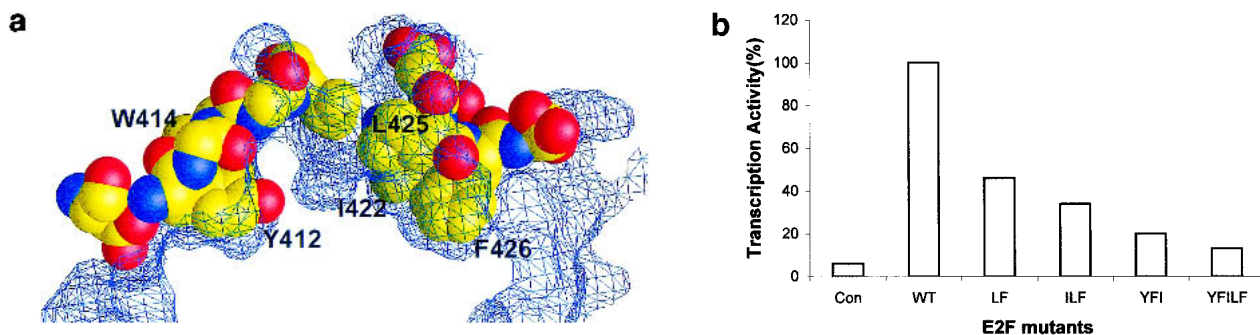 a
W414
L425
I422
Y412
F426
b
Transcription Activity(%)
120
100
80
60
40
20
0
Con WT LF ILF YFI YFILF
E2F mutants